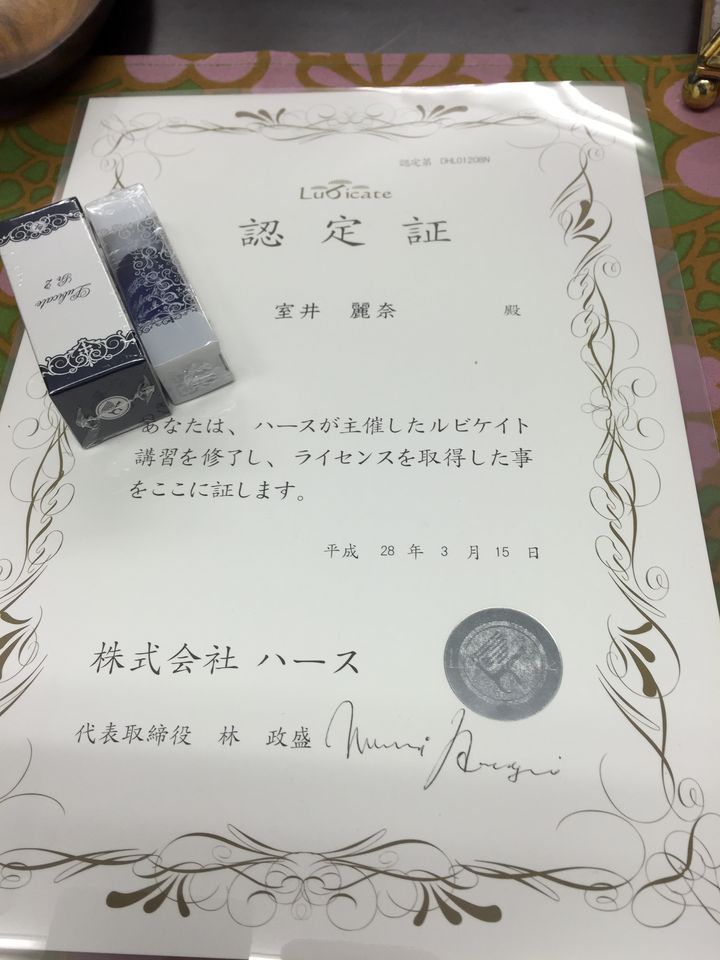 認定第 DHL01208N
Lubicate
認定証
室井 麗奈 殿
Lubicate
Pt 2
あなたは、ハースが主催したルビケイト
講習を修了し、ライセンスを取得した事
をここに証します。
平成 28 年 3 月 15 日
株式会社 ハース
代表取締役 林 政盛